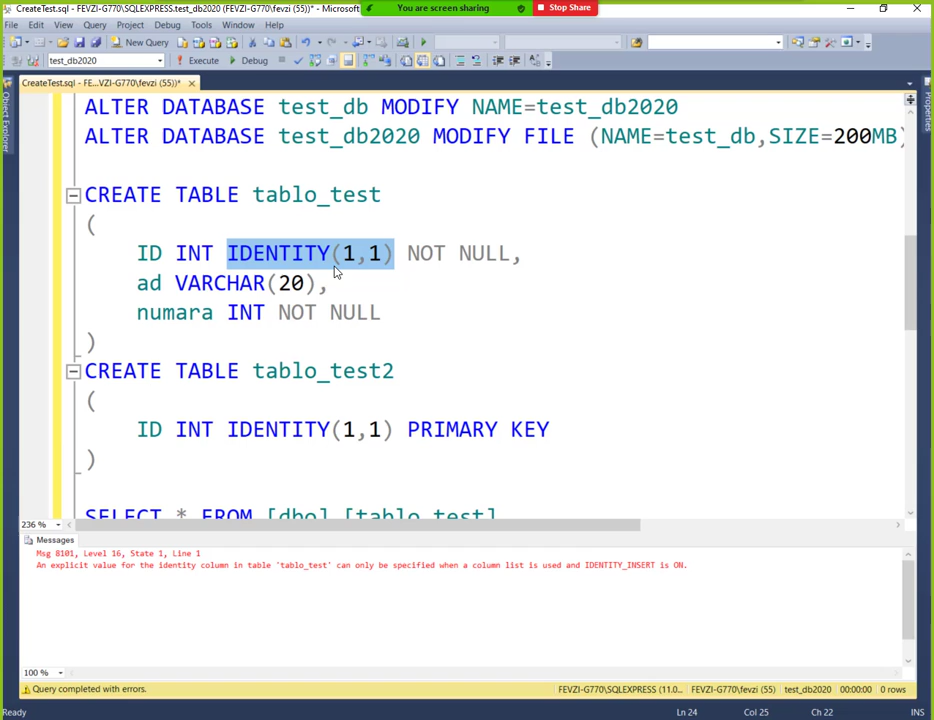 CreateTest.sql - FEVZI-G770\SQLEXPRESS.test_db2020 (FEVZI-G770\fevzi (55))* - Microsoft
You are screen sharing
Stop Share
File Edit View Query Project Debug Tools Window Help
New Query
test_db2020
Execute
Debug
CreateTest.sql - FE...VZI-G770\fevzi (55))*
Object Explorer
Properties
ALTER DATABASE test_db MODIFY NAME=test_db2020
ALTER DATABASE test_db2020 MODIFY FILE (NAME=test_db,SIZE=200MB)
CREATE TABLE tablo_test
(
ID INT IDENTITY(1,1) NOT NULL,
ad VARCHAR(20),
numara INT NOT NULL
)
CREATE TABLE tablo_test2
(
ID INT IDENTITY(1,1) PRIMARY KEY
)
SELECT * FROM [dbo].[tablo_test]
236 %
Messages
Msg 8101, Level 16, State 1, Line 1
An explicit value for the identity column in table 'tablo_test' can only be specified when a column list is used and IDENTITY_INSERT is ON.
100 %
Query completed with errors.
FEVZI-G770\SQLEXPRESS (11.0... FEVZI-G770\fevzi (55) test_db2020 00:00:00 0 rows
Ready
Ln 24 Col 25 Ch 22 INS